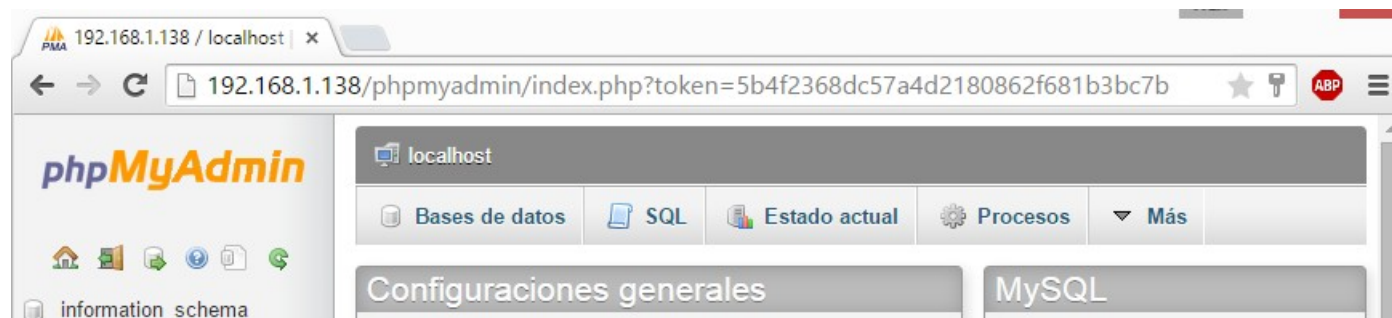 192.168.1.138 / localhost |
192.168.1.138/phpmyadmin/index.php?token=5b4f2368dc57a4d2180862f681b3bc7b
ABP
phpMyAdmin
localhost
Bases de datos SQL Estado actual Procesos Más
Configuraciones generales MySQL
information_schema